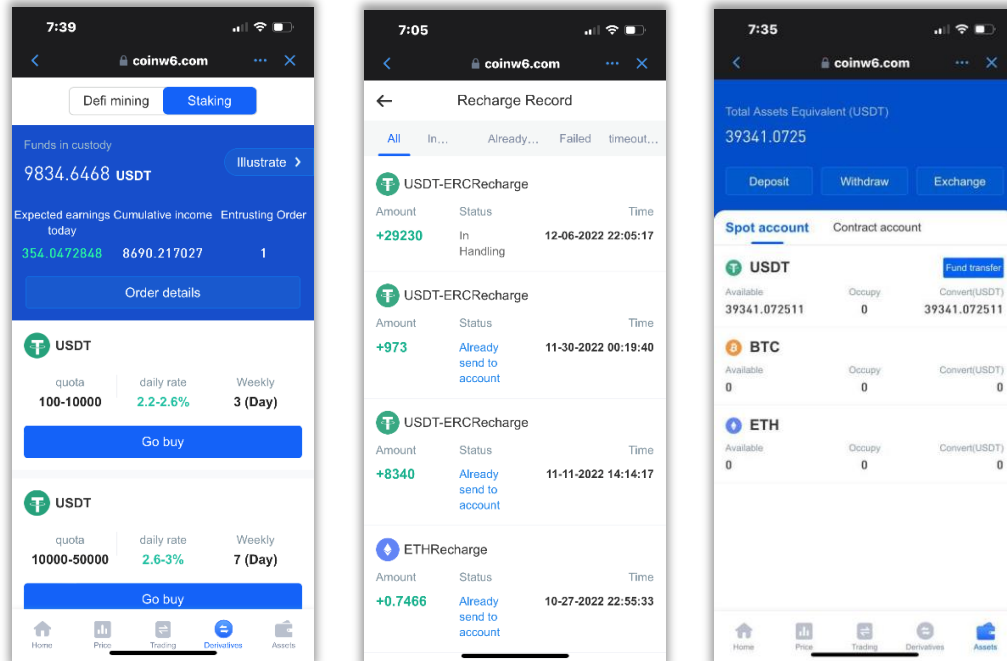 7:39
coinw6.com
Defi mining
Staking
Funds in custody
9834.6468 USDT
Illustrate >
Expected earnings today
Cumulative income
Entrusting Order
354.0472848
8690.217027
1
Order details
USDT
quota
daily rate
Weekly
100-10000
2.2-2.6%
3 (Day)
Go buy
USDT
quota
daily rate
Weekly
10000-50000
2.6-3%
7 (Day)
Go buy
Home
Price
Trading
Derivatives
Assets
7:05
coinw6.com
Recharge Record
All
In...
Already...
Failed
timeout...
USDT-ERCRecharge
Amount
Status
Time
+29230
In
Handling
12-06-2022 22:05:17
USDT-ERCRecharge
Amount
Status
Time
+973
Already
send to
account
11-30-2022 00:19:40
USDT-ERCRecharge
Amount
Status
Time
+8340
Already
send to
account
11-11-2022 14:14:17
ETHRecharge
Amount
Status
Time
+0.7466
Already
send to
account
10-27-2022 22:55:33
7:35
coinw6.com
Total Assets Equivalent (USDT)
39341.0725
Deposit
Withdraw
Exchange
Spot account
Contract account
USDT
Fund transfer
Available
Occupy
Convert(USDT)
39341.072511
0
39341.072511
BTC
Available
Occupy
Convert(USDT)
0
0
0
ETH
Available
Occupy
Convert(USDT)
0
0
0
Home
Price
Trading
Derivatives
Assets